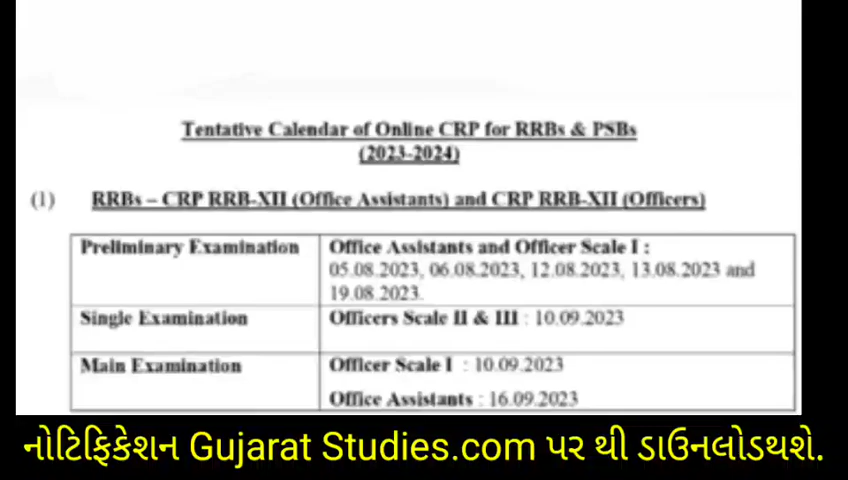 Tentative Calendar of Online CRP for RRBs & PSBs
(2023-2024)
(1) RRBs – CRP RRB-XII (Office Assistants) and CRP RRB-XII (Officers)
Preliminary Examination Office Assistants and Officer Scale I :
05.08.2023, 06.08.2023, 12.08.2023, 13.08.2023 and
19.08.2023.
Single Examination Officers Scale II & III : 10.09.2023
Main Examination Officer Scale I : 10.09.2023
Office Assistants : 16.09.2023
નોટિફિકેશન Gujarat Studies.com પર થી ડાઉનલોડથશે.